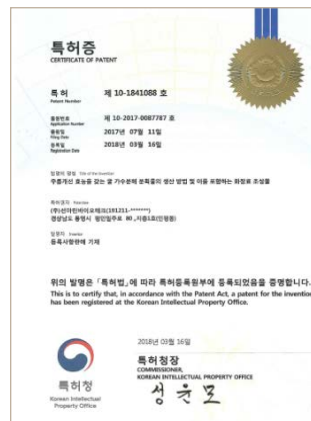 특허증
CERTIFICATE OF PATENT
특 허
Patent Number
제 10-1841088 호
출원번호
Application Number
제 10-2017-0087787 호
출원일
Filing Date
2017년 07월 11일
등록일
Registration Date
2018년 03월 16일
발명의 명칭 Title of the Invention
주름개선 효능을 갖는 굴 가수분해 분획물의 생산 방법 및 이를 포함하는 화장료 조성물
특허권자 Patentee
(주)선마린바이오테크(191211-*******)
경상남도 통영시 평인일주로 80 ,지층1호(인평동)
발명자 Inventor
등록사항란에 기재
위의 발명은 「특허법」에 따라 특허등록원부에 등록되었음을 증명합니다.
This is to certify that, in accordance with the Patent Act, a patent for the invention
has been registered at the Korean Intellectual Property Office.
2018년 03월 16일
특허청
Korean Intellectual
Property Office
특허청장
COMMISSIONER,
KOREAN INTELLECTUAL PROPERTY OFFICE
성윤모